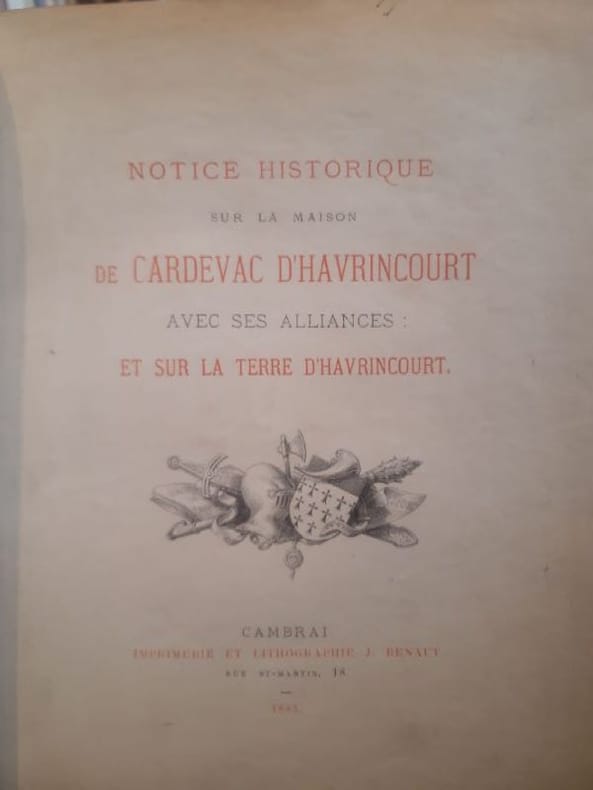 NOTICE HISTORIQUE
SUR LA MAISON
DE CARDEVAC D'HAVRINCOURT
AVEC SES ALLIANCES :
ET SUR LA TERRE D'HAVRINCOURT.
CAMBRAI
IMPRIMERIE ET LITHOGRAPHIE J. RENAUT
RUE ST-MARTIN, 18
—